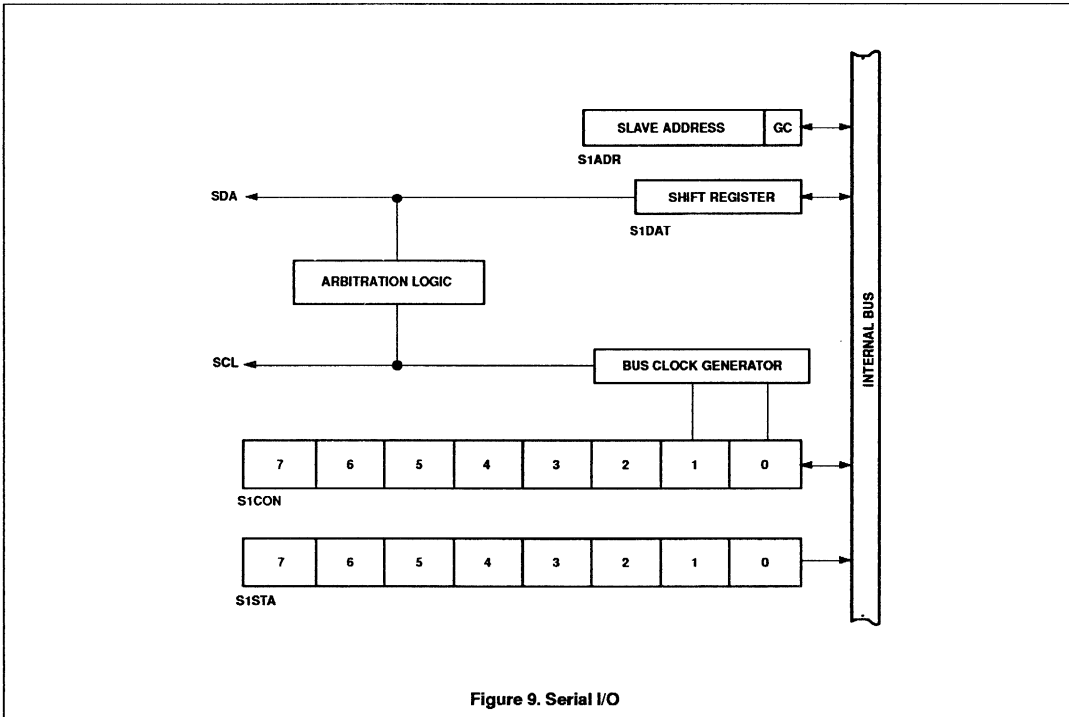 SLAVE ADDRESS GC
S1ADR
SDA
SHIFT REGISTER
S1DAT
ARBITRATION LOGIC
INTERNAL BUS
SCL
BUS CLOCK GENERATOR
7 6 5 4 3 2 1 0
S1CON
7 6 5 4 3 2 1 0
S1STA
Figure 9. Serial I/O